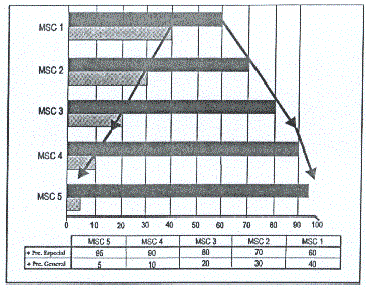 MSC 1
MSC 2
MSC 3
MSC 4
MSC 5
0 10 20 30 40 50 60 70 80 90 100
MSC 5 MSC 4 MSC 3 MSC 2 MSC 1
Pre. Especial 95 90 80 70 60
Pre. General 5 10 20 30 40